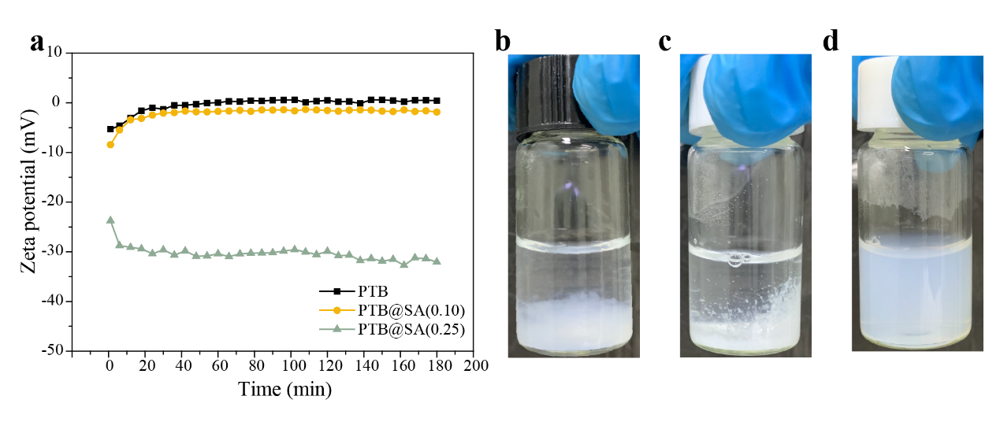 a
b
c
d
10
0
-10
-20
-30
-40
-50
Zeta potential (mV)
PTB
PTB@SA(0.10)
PTB@SA(0.25)
0 20 40 60 80 100 120 140 160 180 200
Time (min)